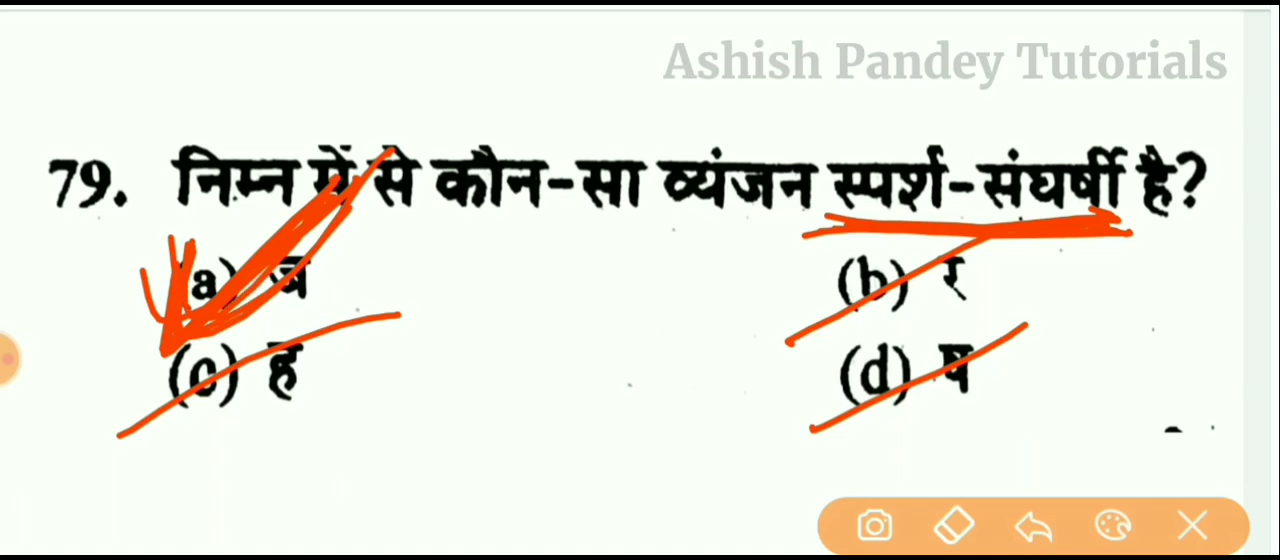 Ashish Pandey Tutorials
79. निम्न में से कौन-सा व्यंजन स्पर्श-संघर्षी है?
(a) ज (b) र
(c) ह (d) ष